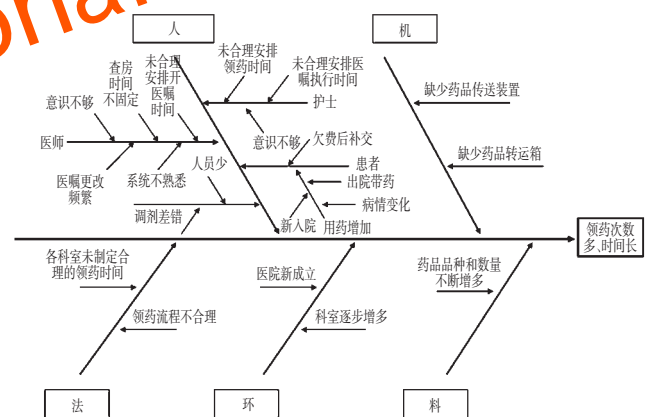 人
机
未合理安排
领药时间
未合理
安排开
医嘱
时间
查房
时间
不固定
未合理安排医
嘱执行时间
意识不够
护士
缺少药品传送装置
医师
意识不够
欠费后补交
缺少药品转运箱
医嘱更改
频繁
系统不熟悉
人员少
患者
出院带药
病情变化
调剂差错
新入院
用药增加
领药次数
多、时间长
各科室未制定合
理的领药时间
医院新成立
药品品种和数量
不断增多
领药流程不合理
科室逐步增多
法
环
料